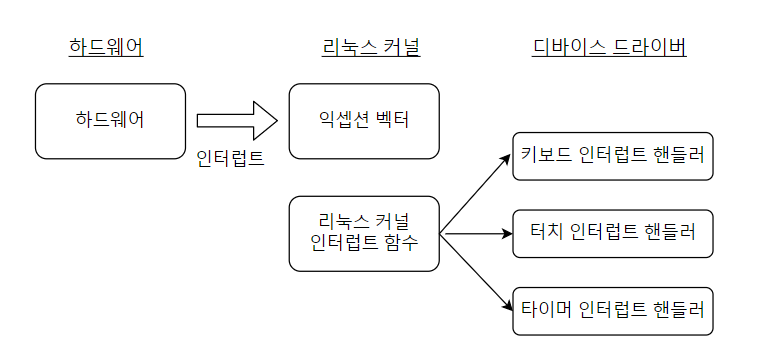 하드웨어
리눅스 커널
디바이스 드라이버
하드웨어
인터럽트
익셉션 벡터
리눅스 커널
인터럽트 함수
키보드 인터럽트 핸들러
터치 인터럽트 핸들러
타이머 인터럽트 핸들러